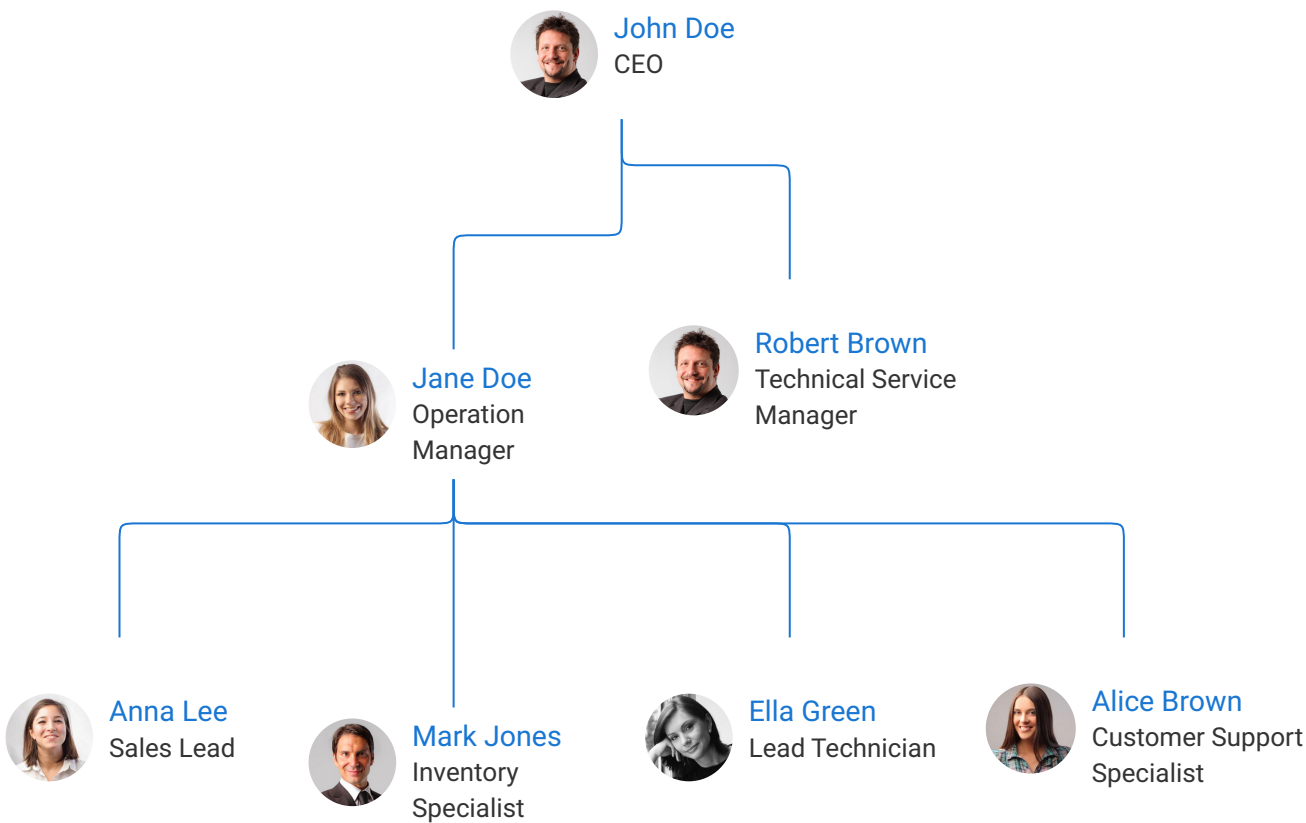 John Doe
CEO
Robert Brown
Technical Service
Manager
Jane Doe
Operation
Manager
Anna Lee
Sales Lead
Mark Jones
Inventory
Specialist
Ella Green
Lead Technician
Alice Brown
Customer Support
Specialist